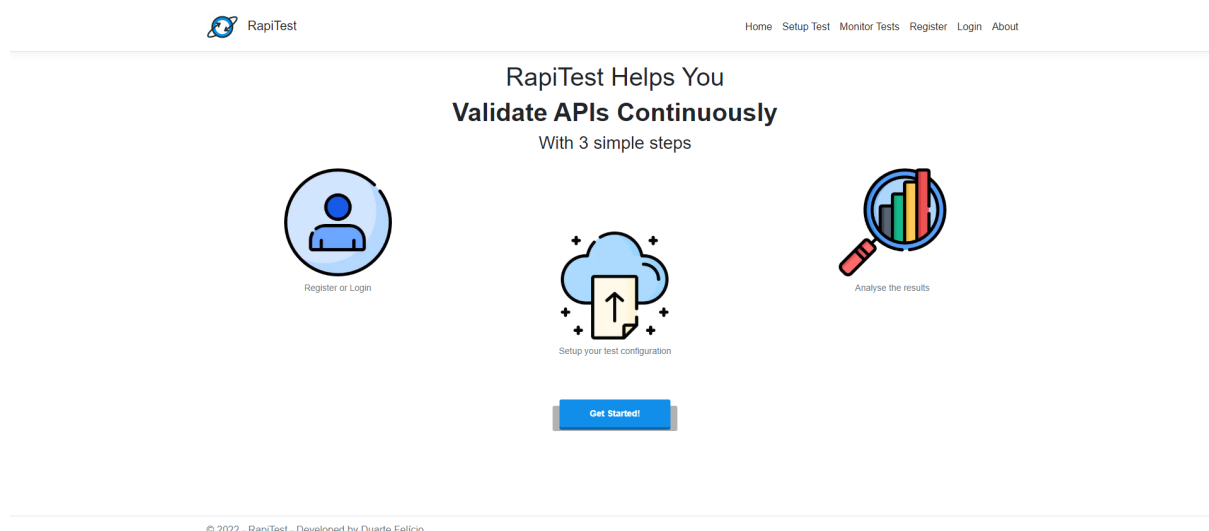 RapiTest
Home Setup Test Monitor Tests Register Login About
RapiTest Helps You
Validate APIs Continuously
With 3 simple steps
Register or Login
Setup your test configuration
Analyse the results
Get Started!
© 2022 - RapiTest - Developed by Duarte Felício